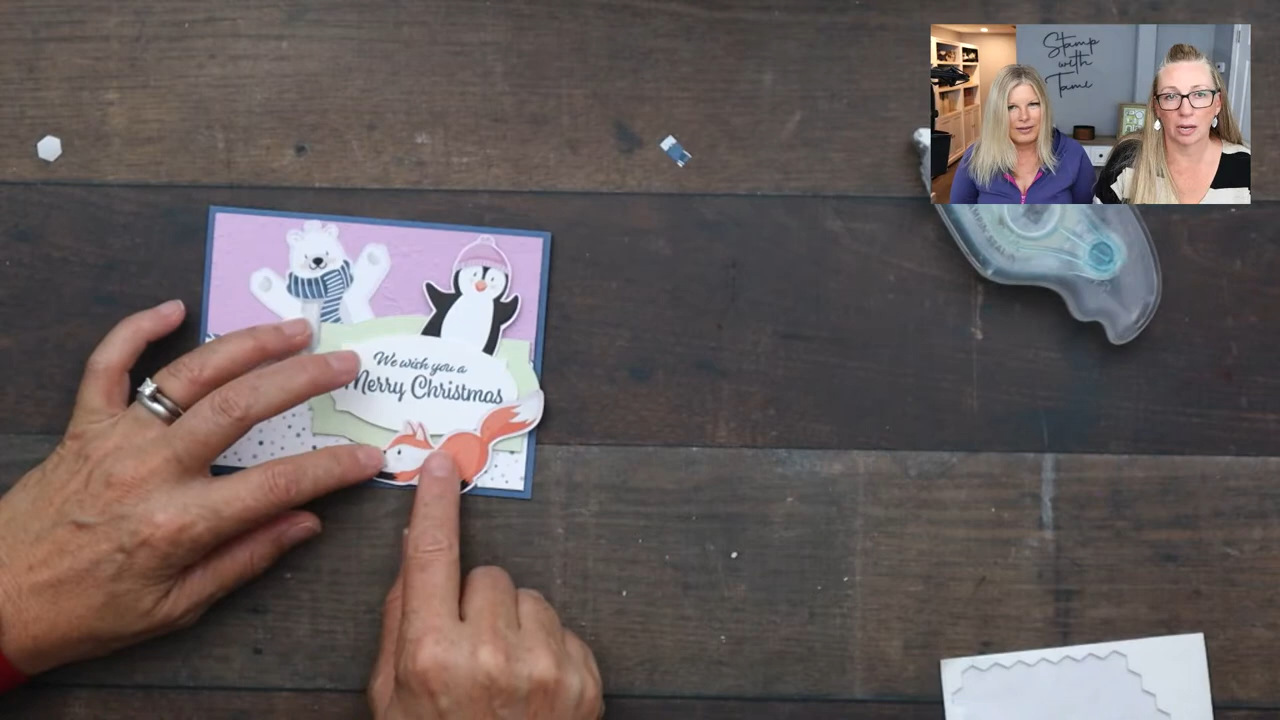 Stamp
with
Tami
We wish you a
Merry Christmas